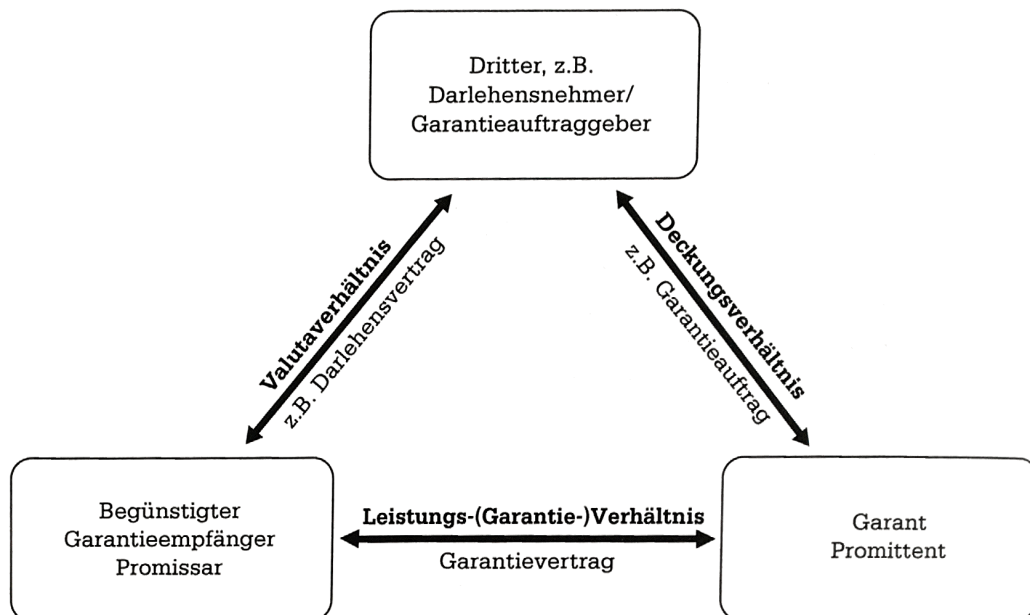 Dritter, z.B.
Darlehensnehmer/
Garantieauftraggeber
Valutaverhältnis
z.B. Darlehensvertrag
Deckungsverhältnis
z.B. Garantieauftrag
Begünstigter
Garantieempfänger
Promissar
Leistungs-(Garantie-)Verhältnis
Garantievertrag
Garant
Promittent